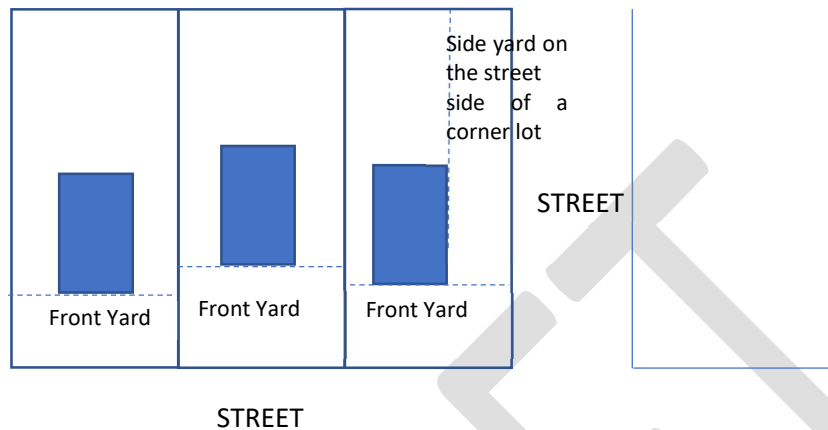 Side yard on
the street
side of a
corner lot
STREET
Front Yard
Front Yard
Front Yard
STREET